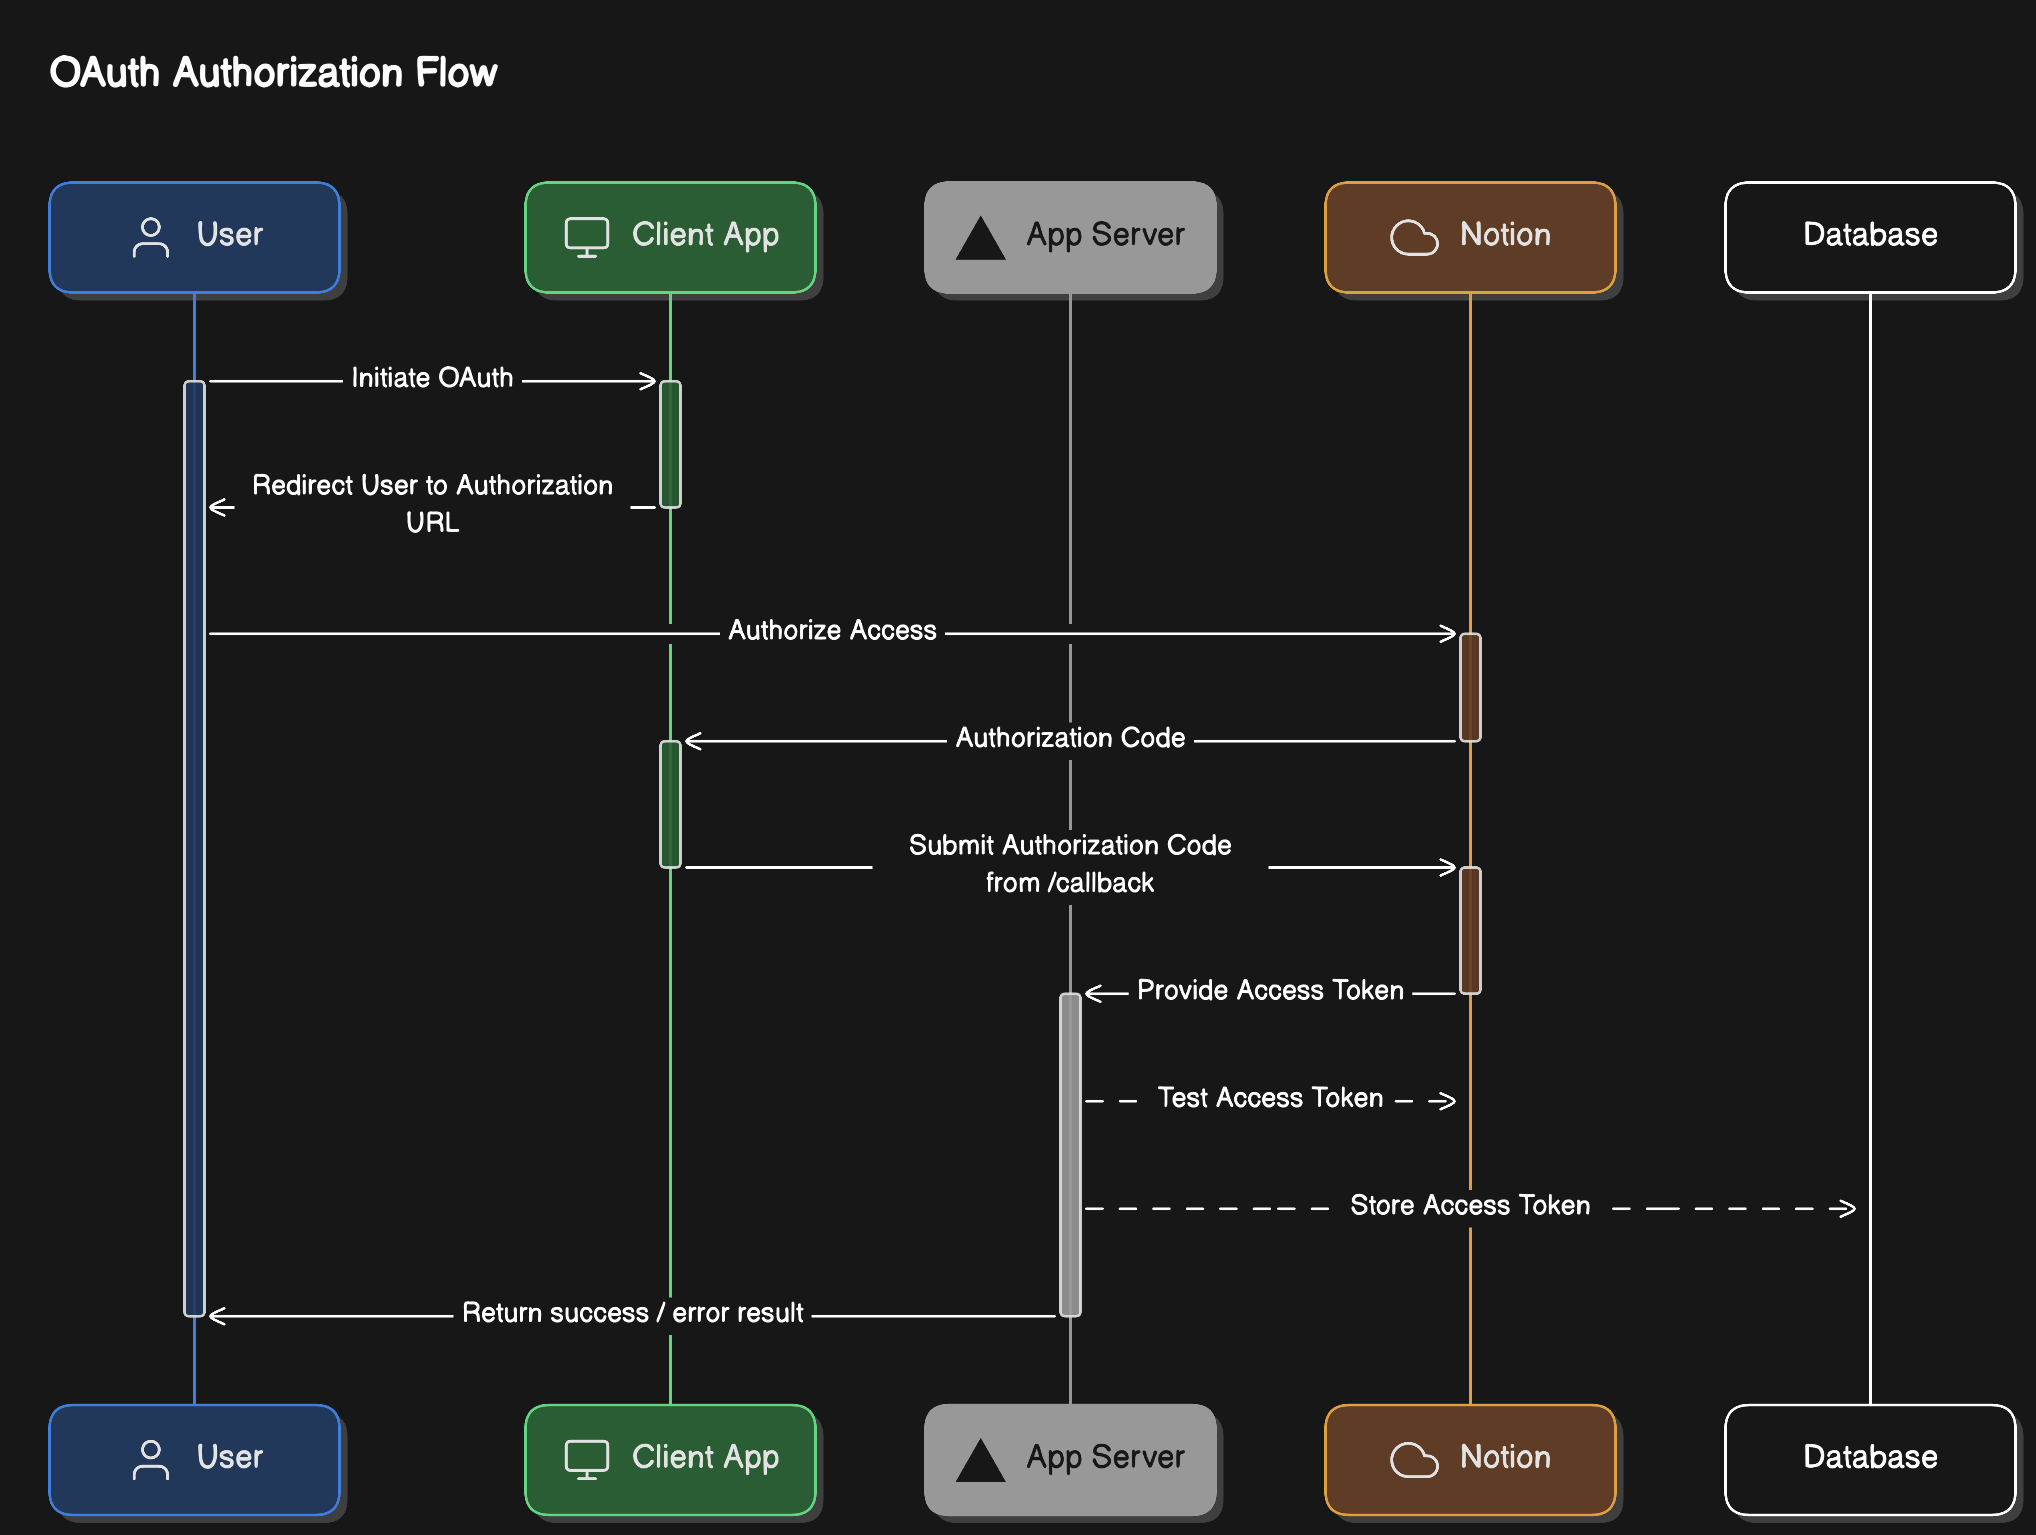 OAuth Authorization Flow
User
Client App
App Server
Notion
Database
Initiate OAuth
Redirect User to Authorization
URL
Authorize Access
Authorization Code
Submit Authorization Code
from /callback
Provide Access Token
Test Access Token
Store Access Token
Return success / error result
User
Client App
App Server
Notion
Database